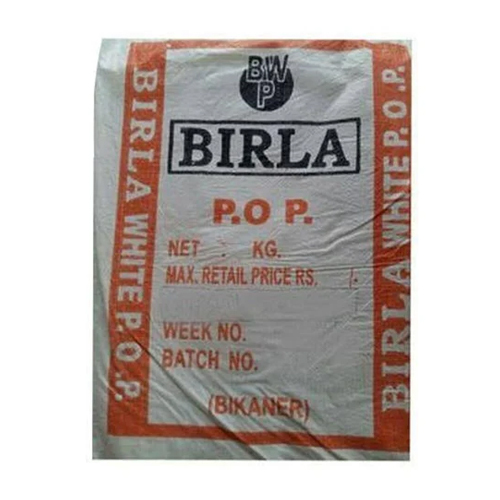 BWP
BIRLA
P.O P.
NET : KG.
MAX. RETAIL PRICE RS. /-
WEEK NO.
BATCH NO.
(BIKANER)
BIRLA WHITE P.O.P.
BIRLA WHITE P.O.P.